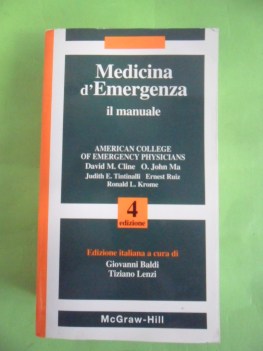 Medicina
d'Emergenza
il manuale
AMERICAN COLLEGE
OF EMERGENCY PHYSICIANS
David M. Cline O. John Ma
Judith E. Tintinalli Ernest Ruiz
Ronald L. Krome
4
edizione
Edizione italiana a cura di
Giovanni Baldi
Tiziano Lenzi
McGraw-Hill